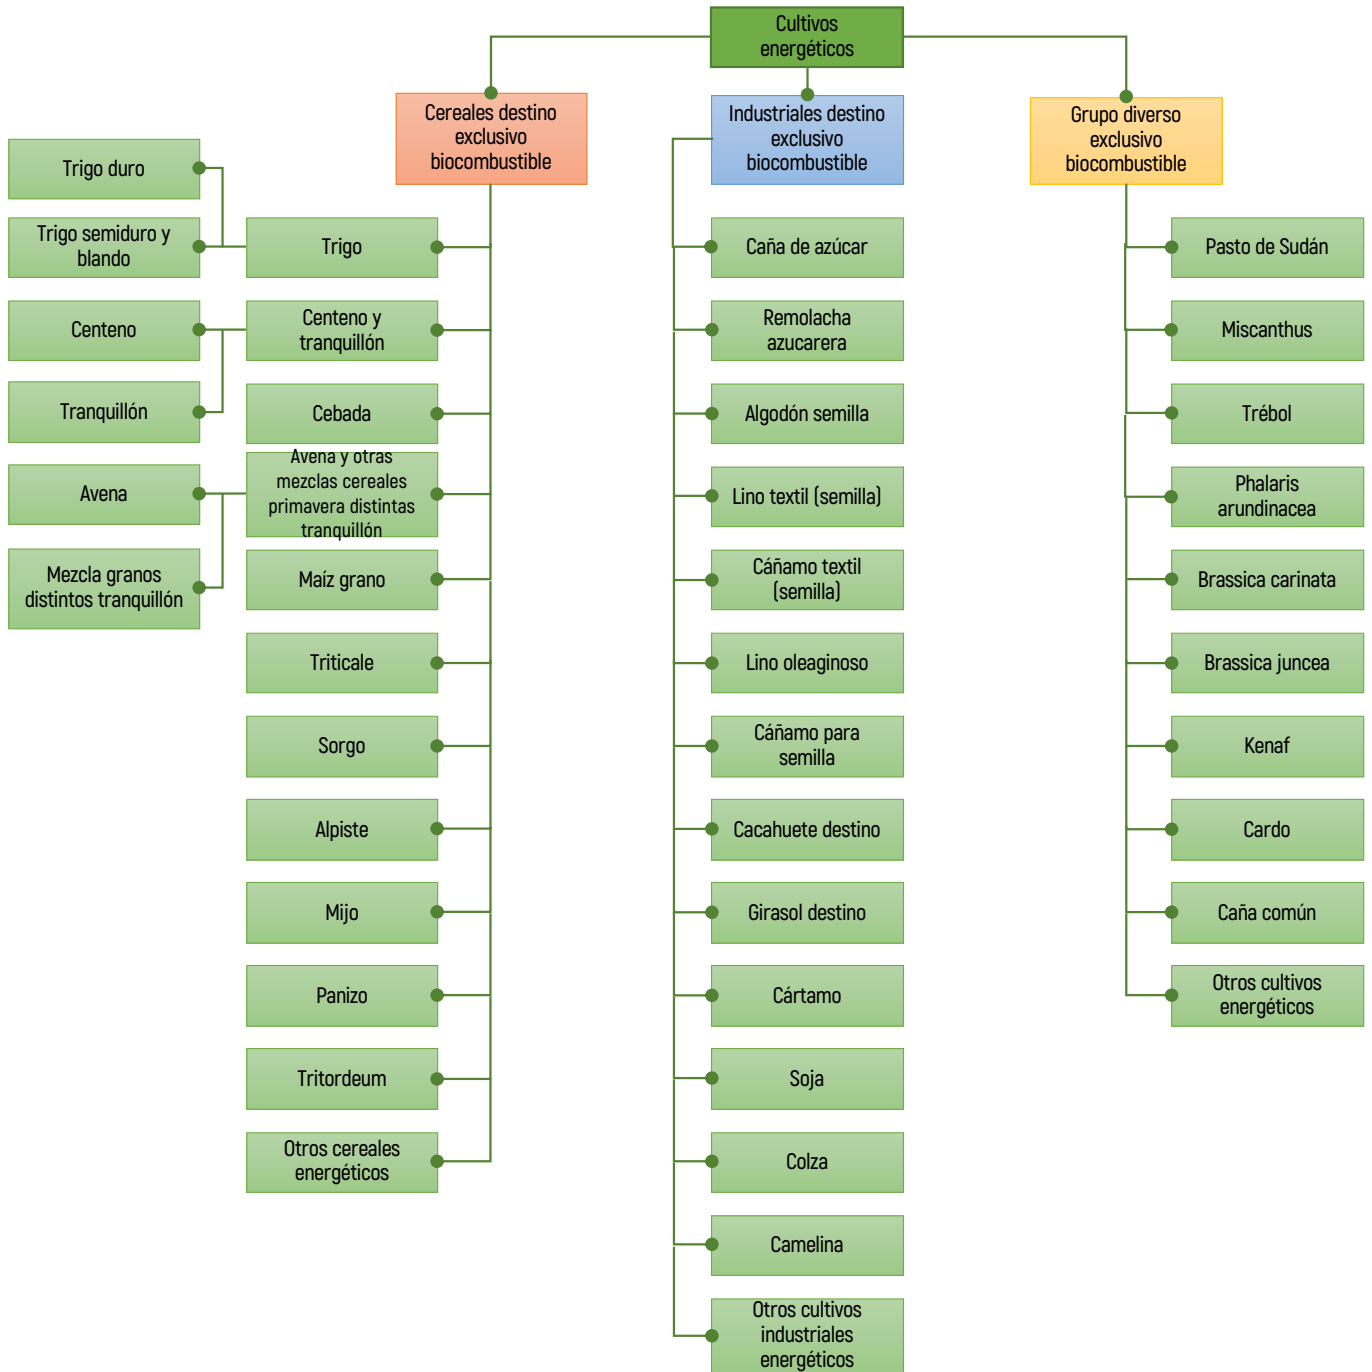 Cultivos
energéticos
Cereales destino
exclusivo
biocombustible
Industriales destino
exclusivo
biocombustible
Grupo diverso
exclusivo
biocombustible
Trigo duro
Trigo semiduro y
blando
Trigo
Centeno
Centeno y
tranquillón
Tranquillón
Cebada
Avena
Avena y otras
mezclas cereales
primavera distintas
tranquillón
Mezcla granos
distintos tranquillón
Maíz grano
Triticale
Sorgo
Alpiste
Mijo
Panizo
Tritordeum
Otros cereales
energéticos
Caña de azúcar
Remolacha
azucarera
Algodón semilla
Lino textil (semilla)
Cáñamo textil
(semilla)
Lino oleaginoso
Cáñamo para
semilla
Cacahuete destino
Girasol destino
Cártamo
Soja
Colza
Camelina
Otros cultivos
industriales
energéticos
Pasto de Sudán
Miscanthus
Trébol
Phalaris
arundinacea
Brassica carinata
Brassica juncea
Kenaf
Cardo
Caña común
Otros cultivos
energéticos